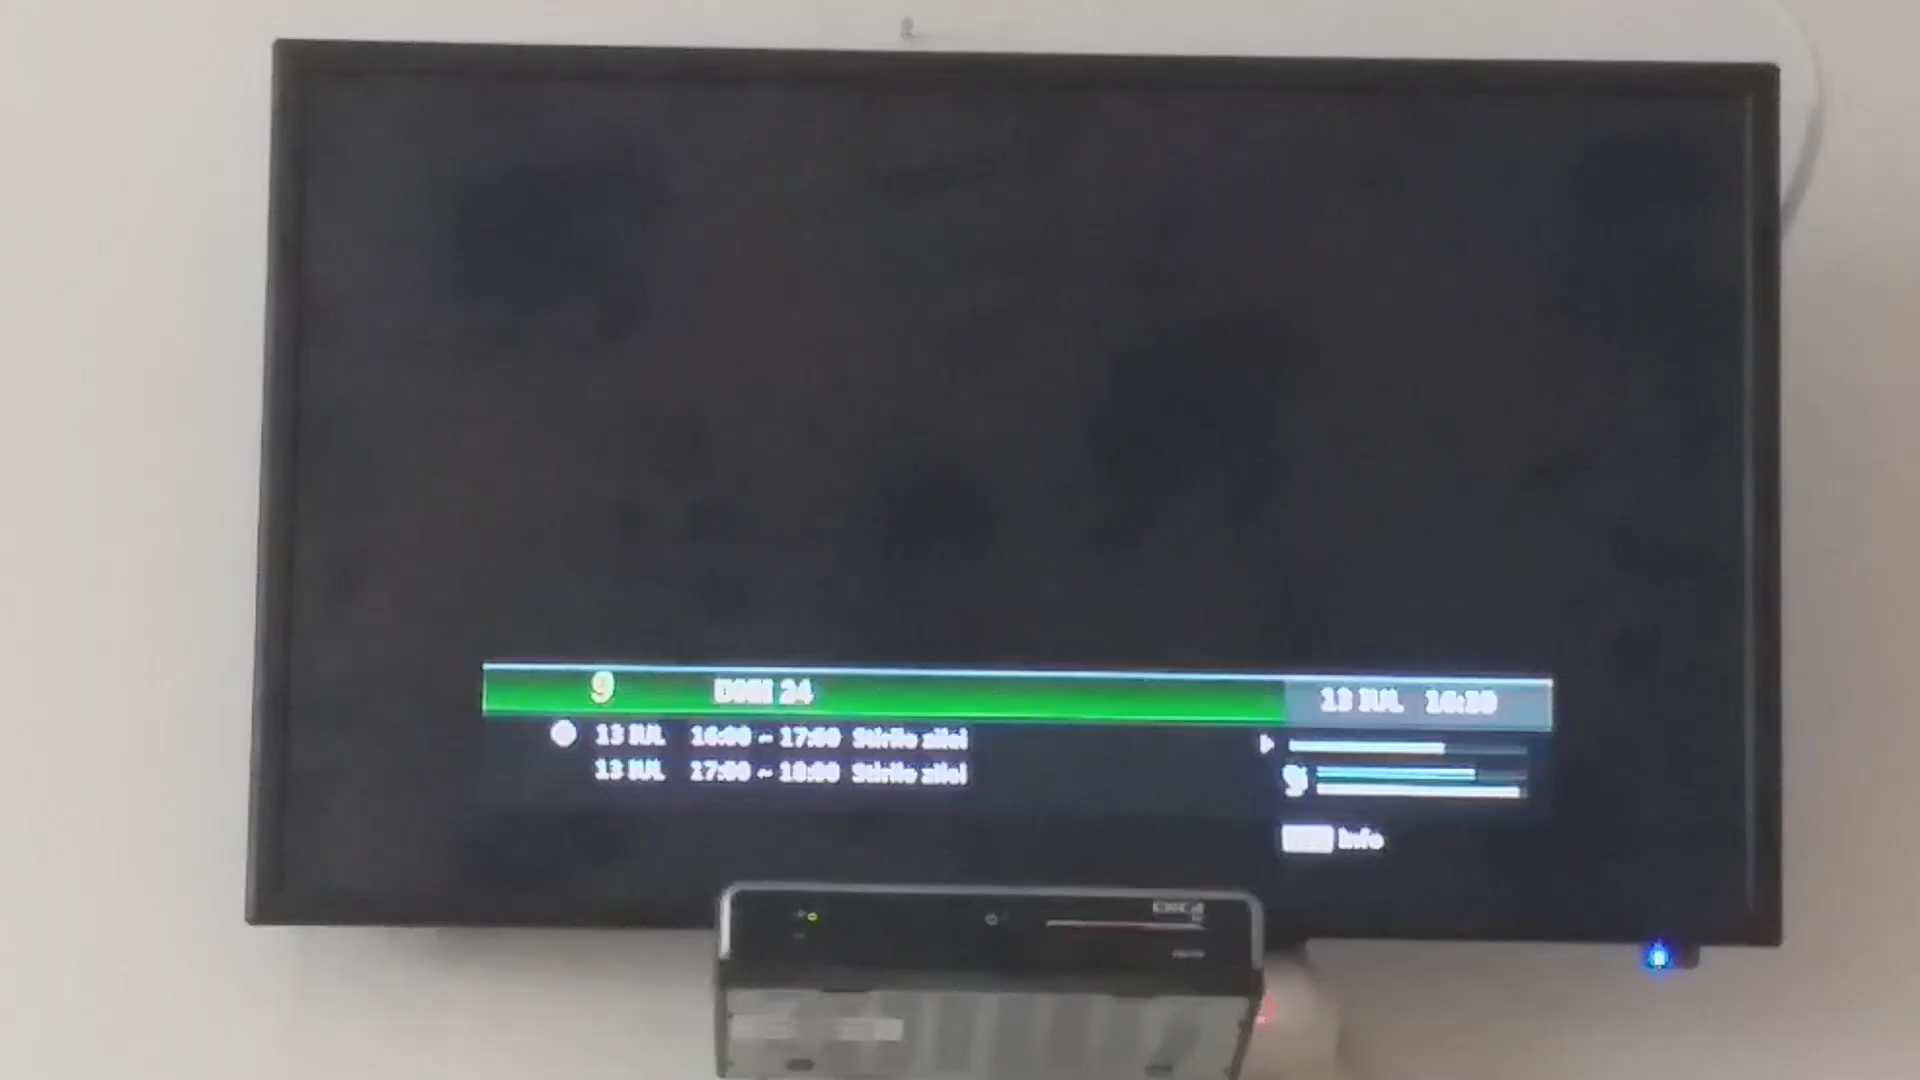 9 DIGI 24 13 IUL 16:30
13 IUL 16:00 ~ 17:00 Stirile zilei
13 IUL 17:00 ~ 18:00 Stirile zilei
Info